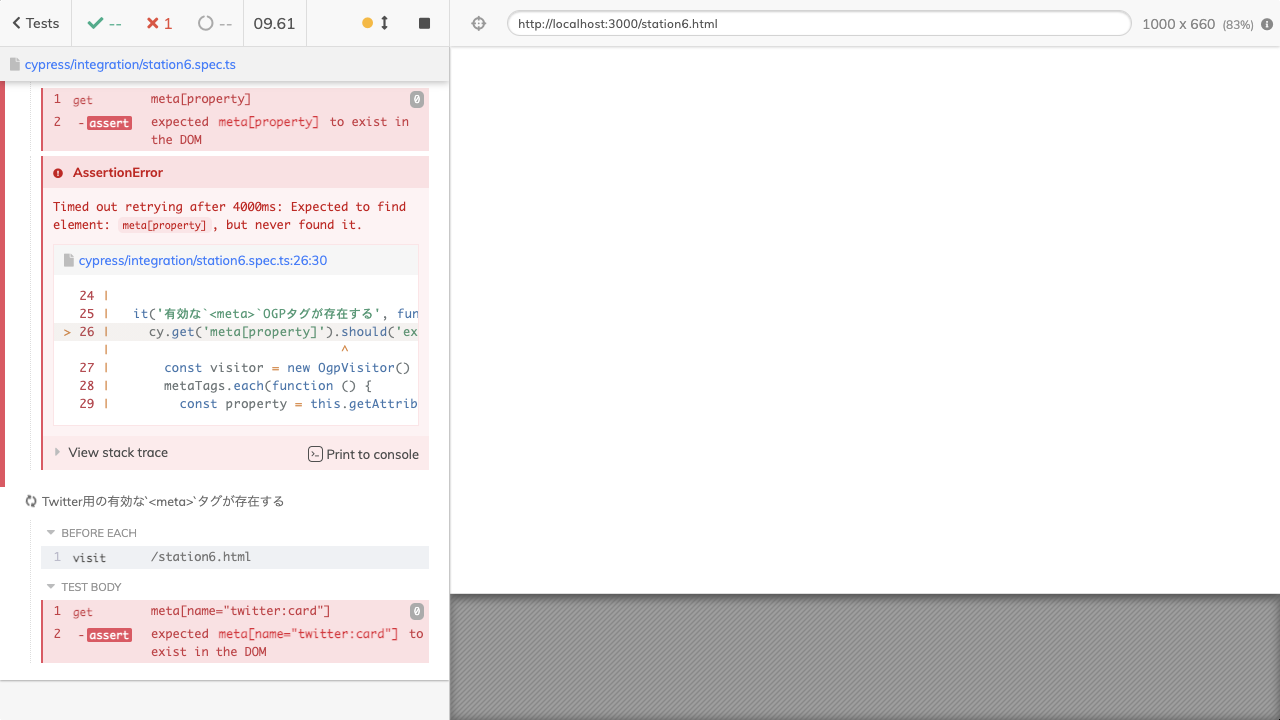 Tests
--
1
--
09.61
http://localhost:3000/station6.html
1000 x 660 (83%)
cypress/integration/station6.spec.ts
1 get meta[property] 0
2 - assert expected meta[property] to exist in
the DOM
AssertionError
Timed out retrying after 4000ms: Expected to find
element: meta[property], but never found it.
cypress/integration/station6.spec.ts:26:30
24 |
25 | it('有効な`<meta>`OGPタグが存在する', fun
> 26 | cy.get('meta[property]').should('ex
| ^
27 | const visitor = new OgpVisitor()
28 | metaTags.each(function () {
29 | const property = this.getAttrib
View stack trace
Print to console
Twitter用の有効な`<meta>`タグが存在する
BEFORE EACH
1 visit /station6.html
TEST BODY
1 get meta[name="twitter:card"] 0
2 - assert expected meta[name="twitter:card"] to
exist in the DOM